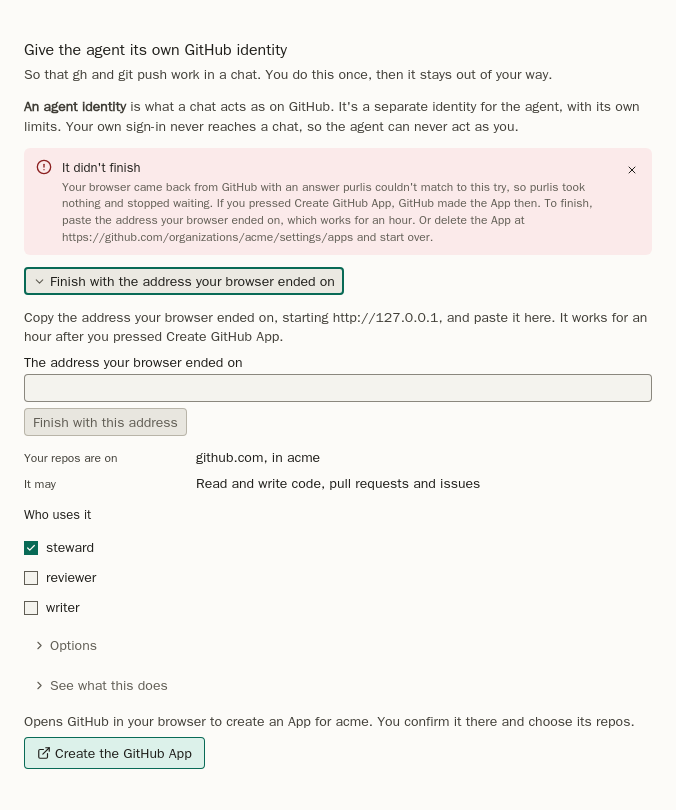 Give the agent its own GitHub identity
So that gh and git push work in a chat. You do this once, then it stays out of your way.
An agent identity is what a chat acts as on GitHub. It's a separate identity for the agent, with its own
limits. Your own sign-in never reaches a chat, so the agent can never act as you.
It didn't finish
Your browser came back from GitHub with an answer purlis couldn't match to this try, so purlis took
nothing and stopped waiting. If you pressed Create GitHub App, GitHub made the App then. To finish,
paste the address your browser ended on, which works for an hour. Or delete the App at
https://github.com/organizations/acme/settings/apps and start over.
Finish with the address your browser ended on
Copy the address your browser ended on, starting http://127.0.0.1, and paste it here. It works for an
hour after you pressed Create GitHub App.
The address your browser ended on
Finish with this address
Your repos are on github.com, in acme
It may Read and write code, pull requests and issues
Who uses it
steward
reviewer
writer
Options
See what this does
Opens GitHub in your browser to create an App for acme. You confirm it there and choose its repos.
Create the GitHub App